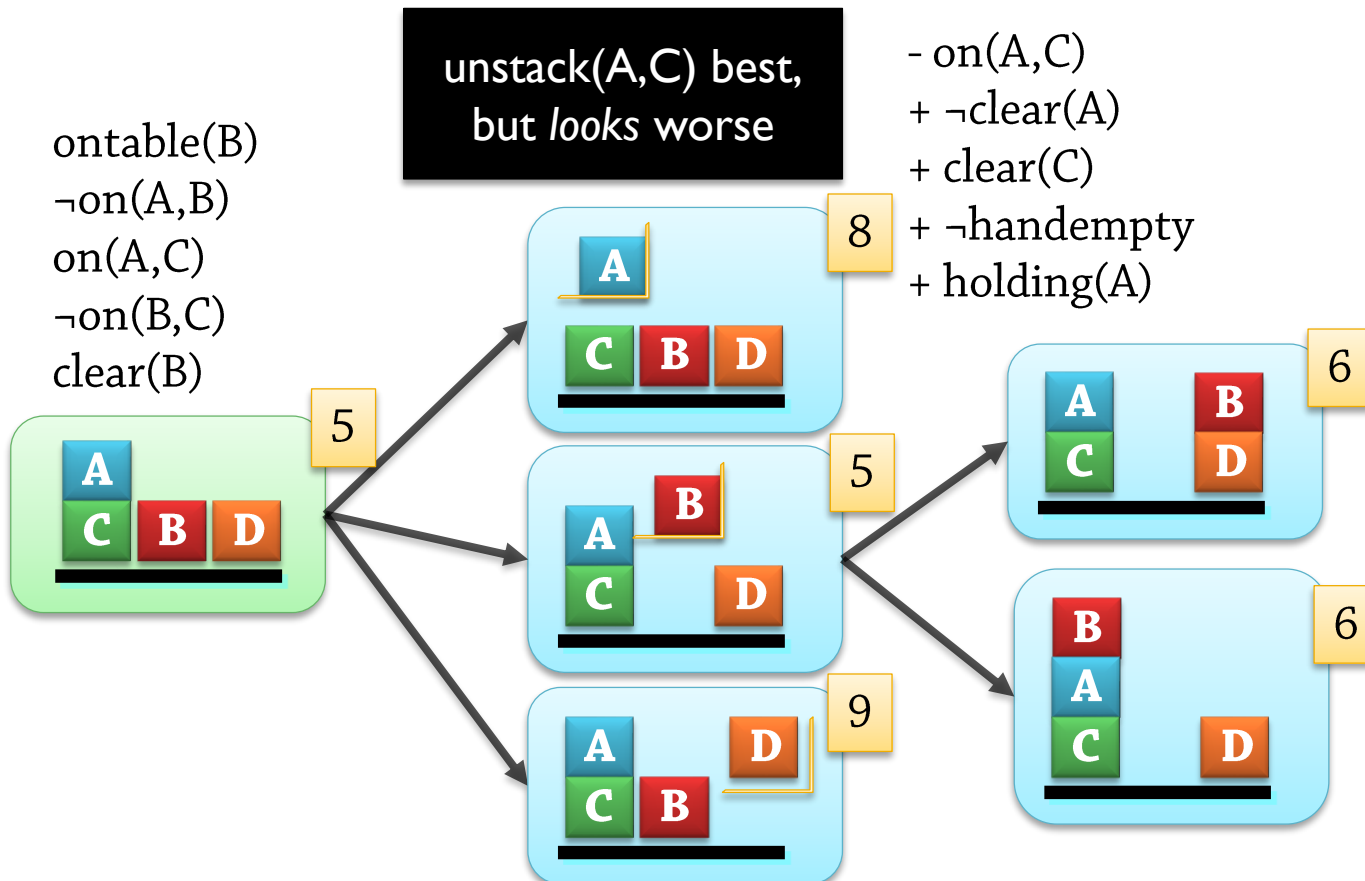 unstack(A,C) best,
but looks worse
ontable(B)
¬on(A,B)
on(A,C)
¬on(B,C)
clear(B)
- on(A,C)
+ ¬clear(A)
+ clear(C)
+ ¬handempty
+ holding(A)
5
A
C B D
8
A
C B D
5
B
A
C D
9
A D
C B
6
A B
C D
6
B
A
C D